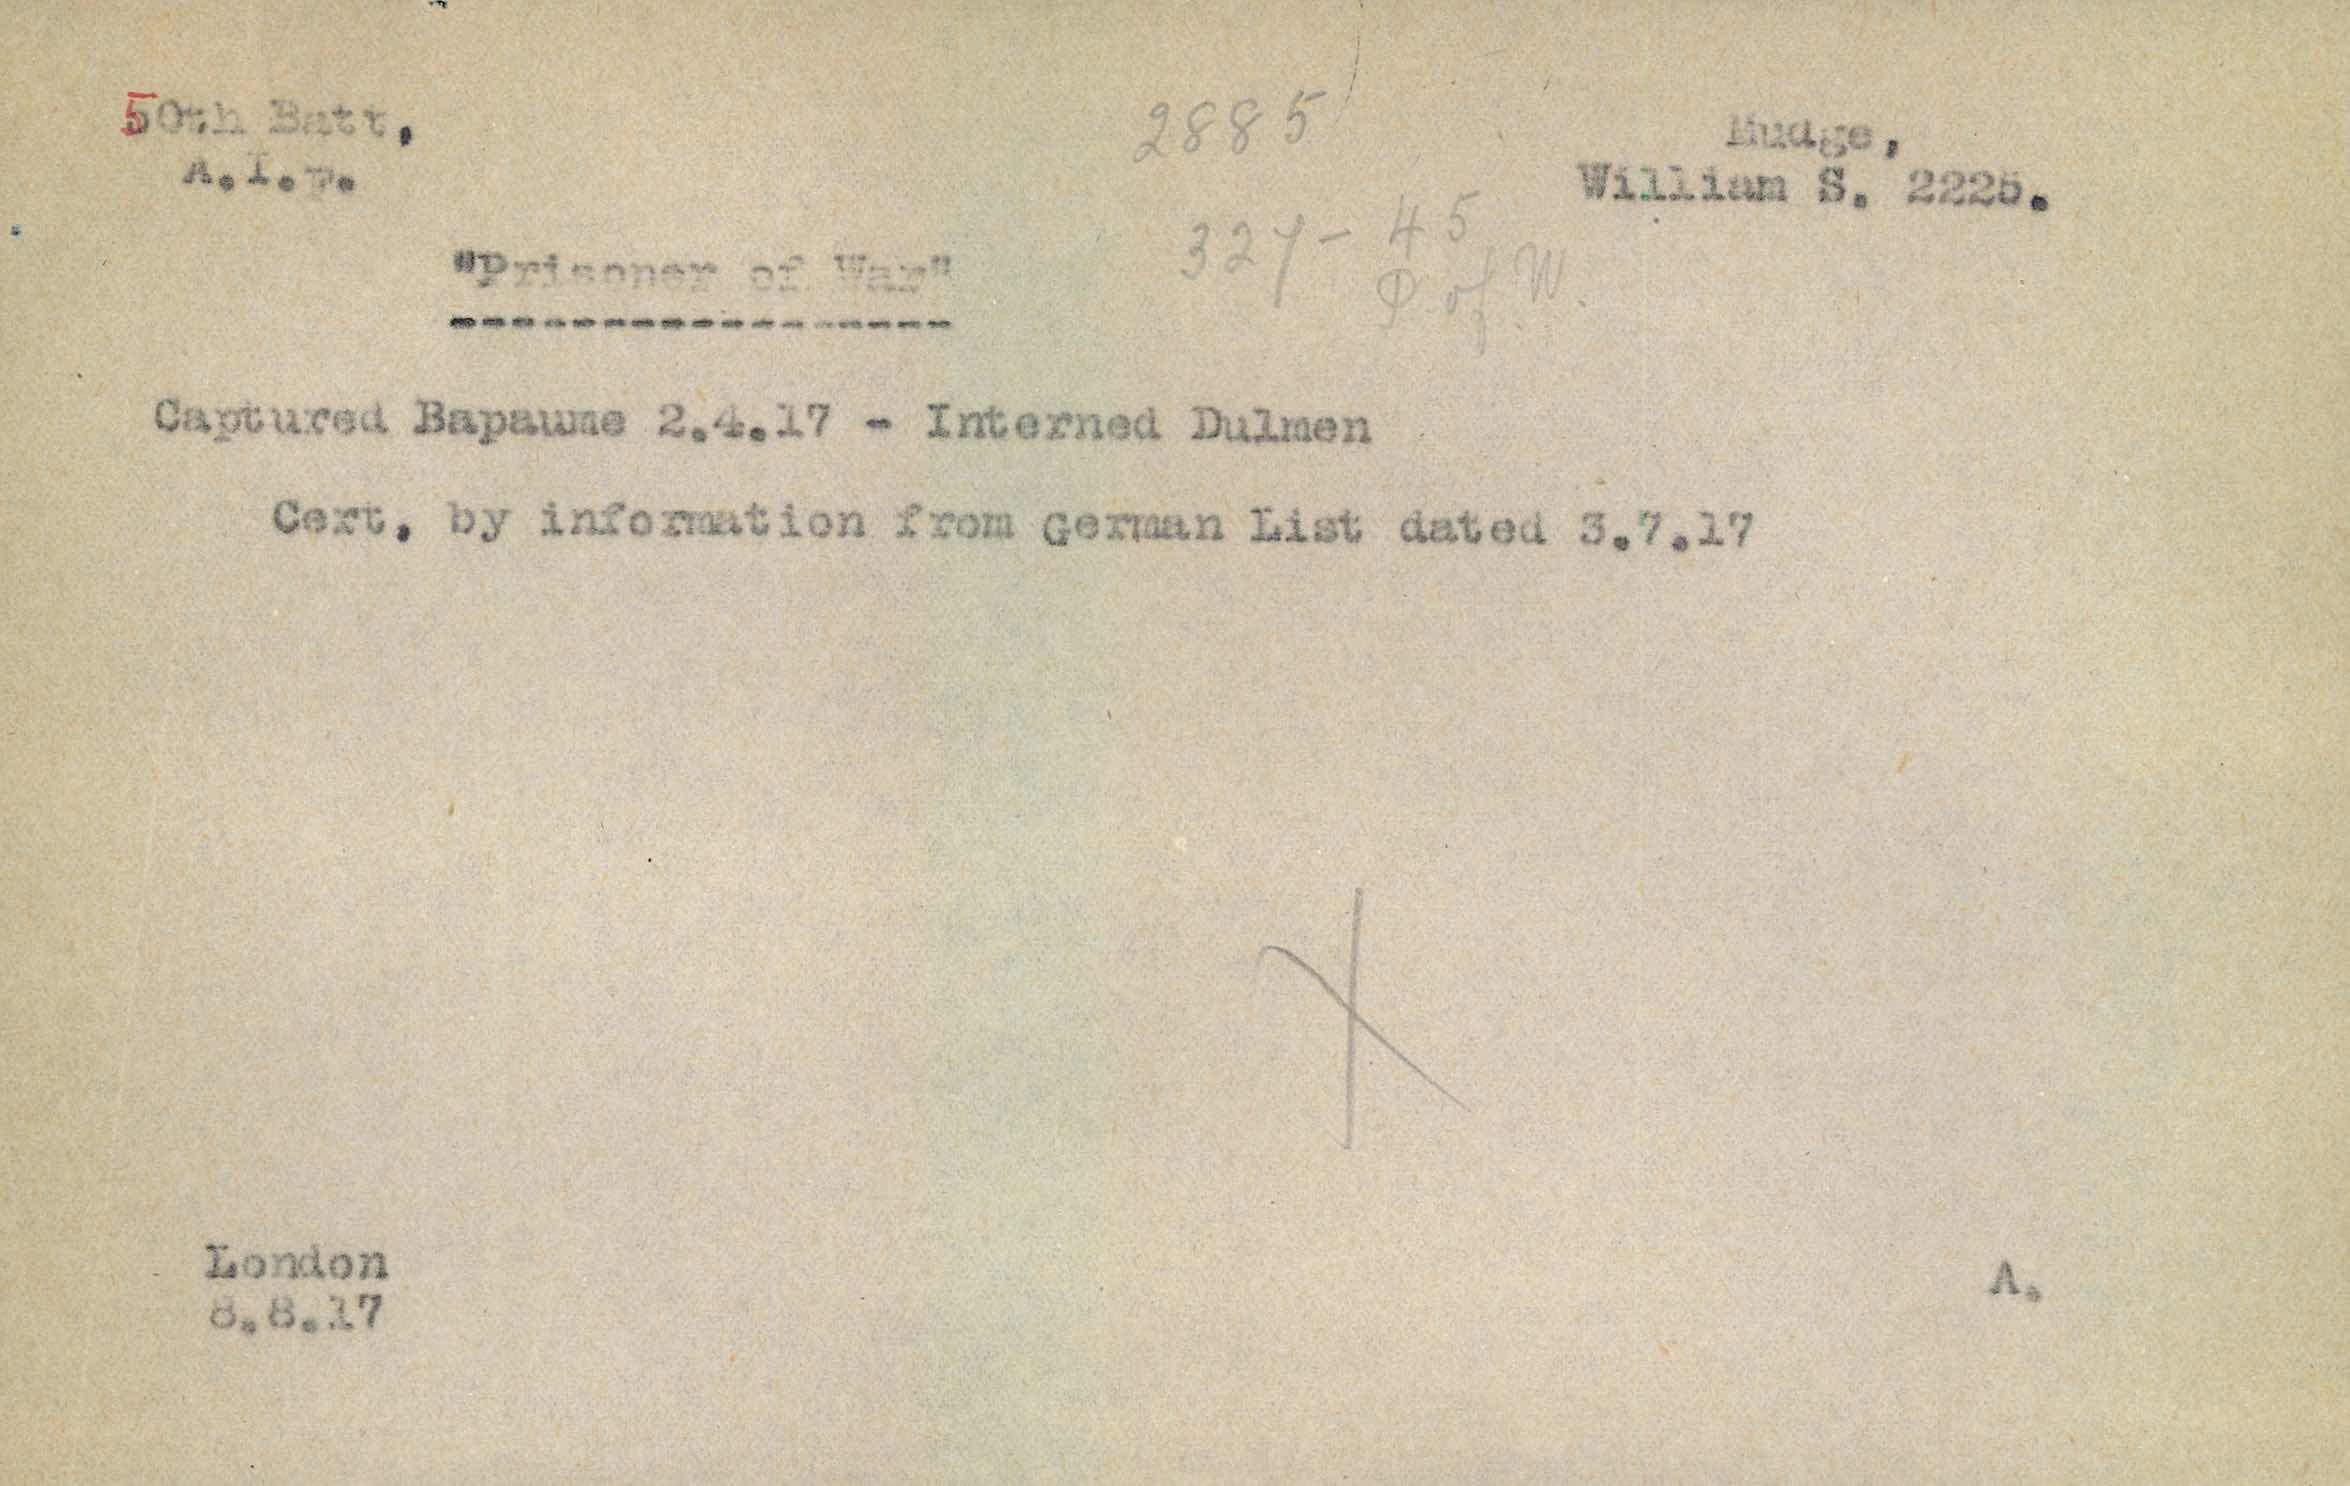 50th Batt,
A.I.F.
2885
Mudge,
William S. 2225.
327 - 45
P of W.
"Prisoner of War"
-----------------
Captured Bapaume 2.4.17 - Interned Dulmen
Cert. by information from German List dated 3.7.17
London
8.8.17
A.